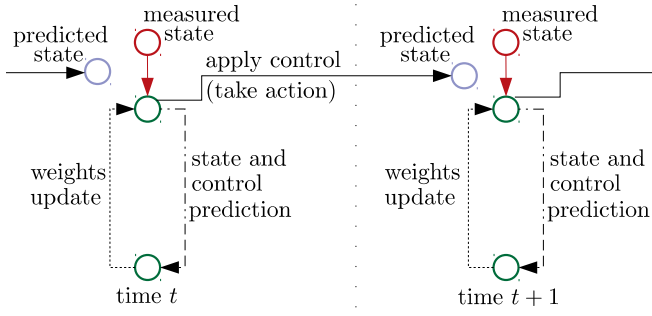 measured
state
predicted
state
apply control
(take action)
weights
update
state and
control
prediction
time t
measured
state
predicted
state
weights
update
state and
control
prediction
time t + 1